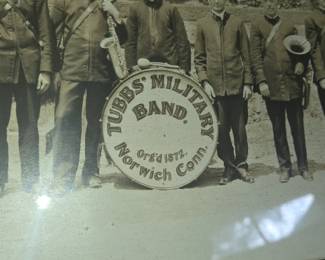 TUBBS' MILITARY
BAND.
Org'd 1872.
Norwich Conn.